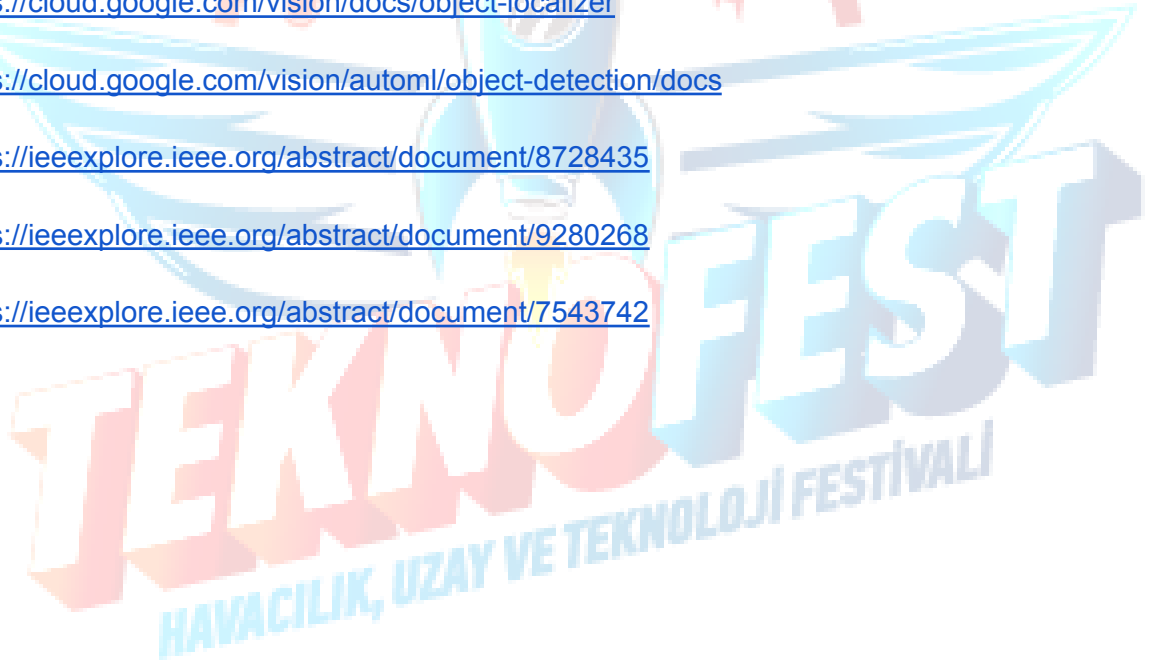 s://cloud.google.com/vision/docs/object-localizer
s://cloud.google.com/vision/automl/object-detection/docs
s://ieeexplore.ieee.org/abstract/document/8728435
s://ieeexplore.ieee.org/abstract/document/9280268
s://ieeexplore.ieee.org/abstract/document/7543742
TEKNOFEST
HAVACILIK, UZAY VE TEKNOLOJİ FESTİVALİ